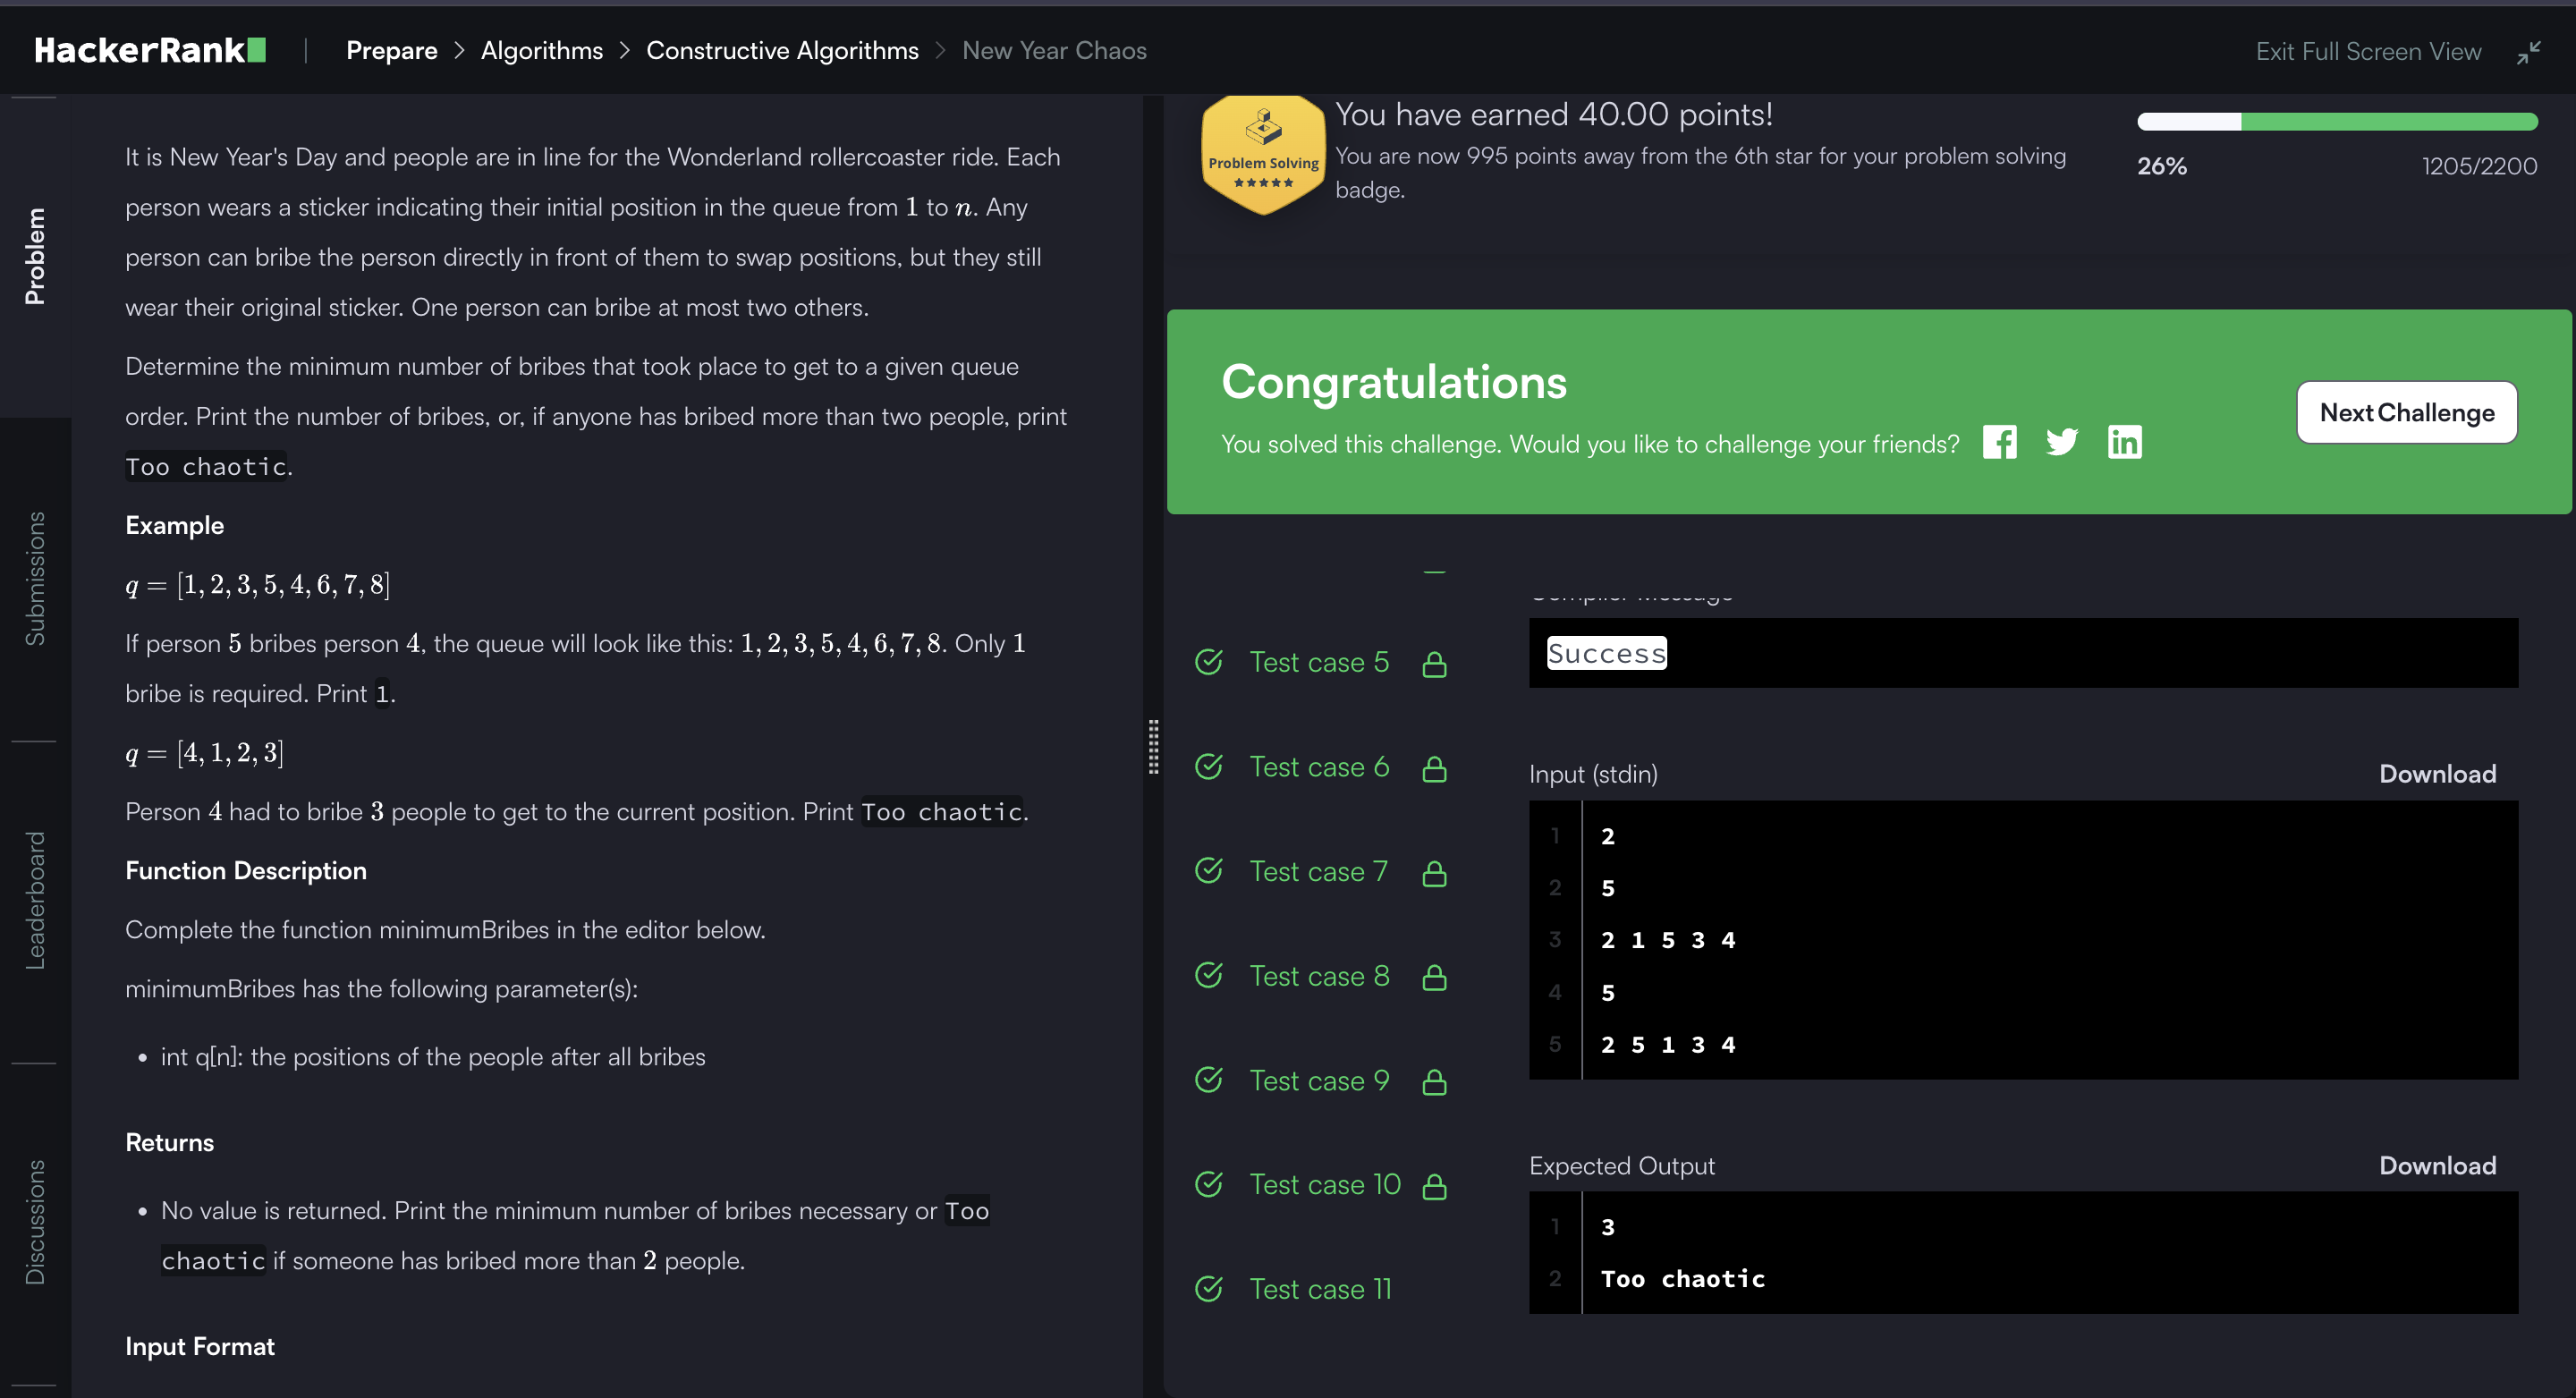 HackerRank | Prepare > Algorithms > Constructive Algorithms > New Year Chaos
Exit Full Screen View
Problem
Submissions
Leaderboard
Discussions
It is New Year's Day and people are in line for the Wonderland rollercoaster ride. Each
person wears a sticker indicating their initial position in the queue from 1 to n. Any
person can bribe the person directly in front of them to swap positions, but they still
wear their original sticker. One person can bribe at most two others.
Determine the minimum number of bribes that took place to get to a given queue
order. Print the number of bribes, or, if anyone has bribed more than two people, print
Too chaotic.
Example
q = [1, 2, 3, 5, 4, 6, 7, 8]
If person 5 bribes person 4, the queue will look like this: 1, 2, 3, 5, 4, 6, 7, 8. Only 1
bribe is required. Print 1.
q = [4, 1, 2, 3]
Person 4 had to bribe 3 people to get to the current position. Print Too chaotic.
Function Description
Complete the function minimumBribes in the editor below.
minimumBribes has the following parameter(s):
• int q[n]: the positions of the people after all bribes
Returns
• No value is returned. Print the minimum number of bribes necessary or Too
chaotic if someone has bribed more than 2 people.
Input Format
Problem Solving
You have earned 40.00 points!
You are now 995 points away from the 6th star for your problem solving
badge.
26%
1205/2200
Congratulations
You solved this challenge. Would you like to challenge your friends?
Next Challenge
Test case 5
Test case 6
Test case 7
Test case 8
Test case 9
Test case 10
Test case 11
Compiler Message
Success
Input (stdin)
Download
1 2
2 5
3 2 1 5 3 4
4 5
5 2 5 1 3 4
Expected Output
Download
1 3
2 Too chaotic